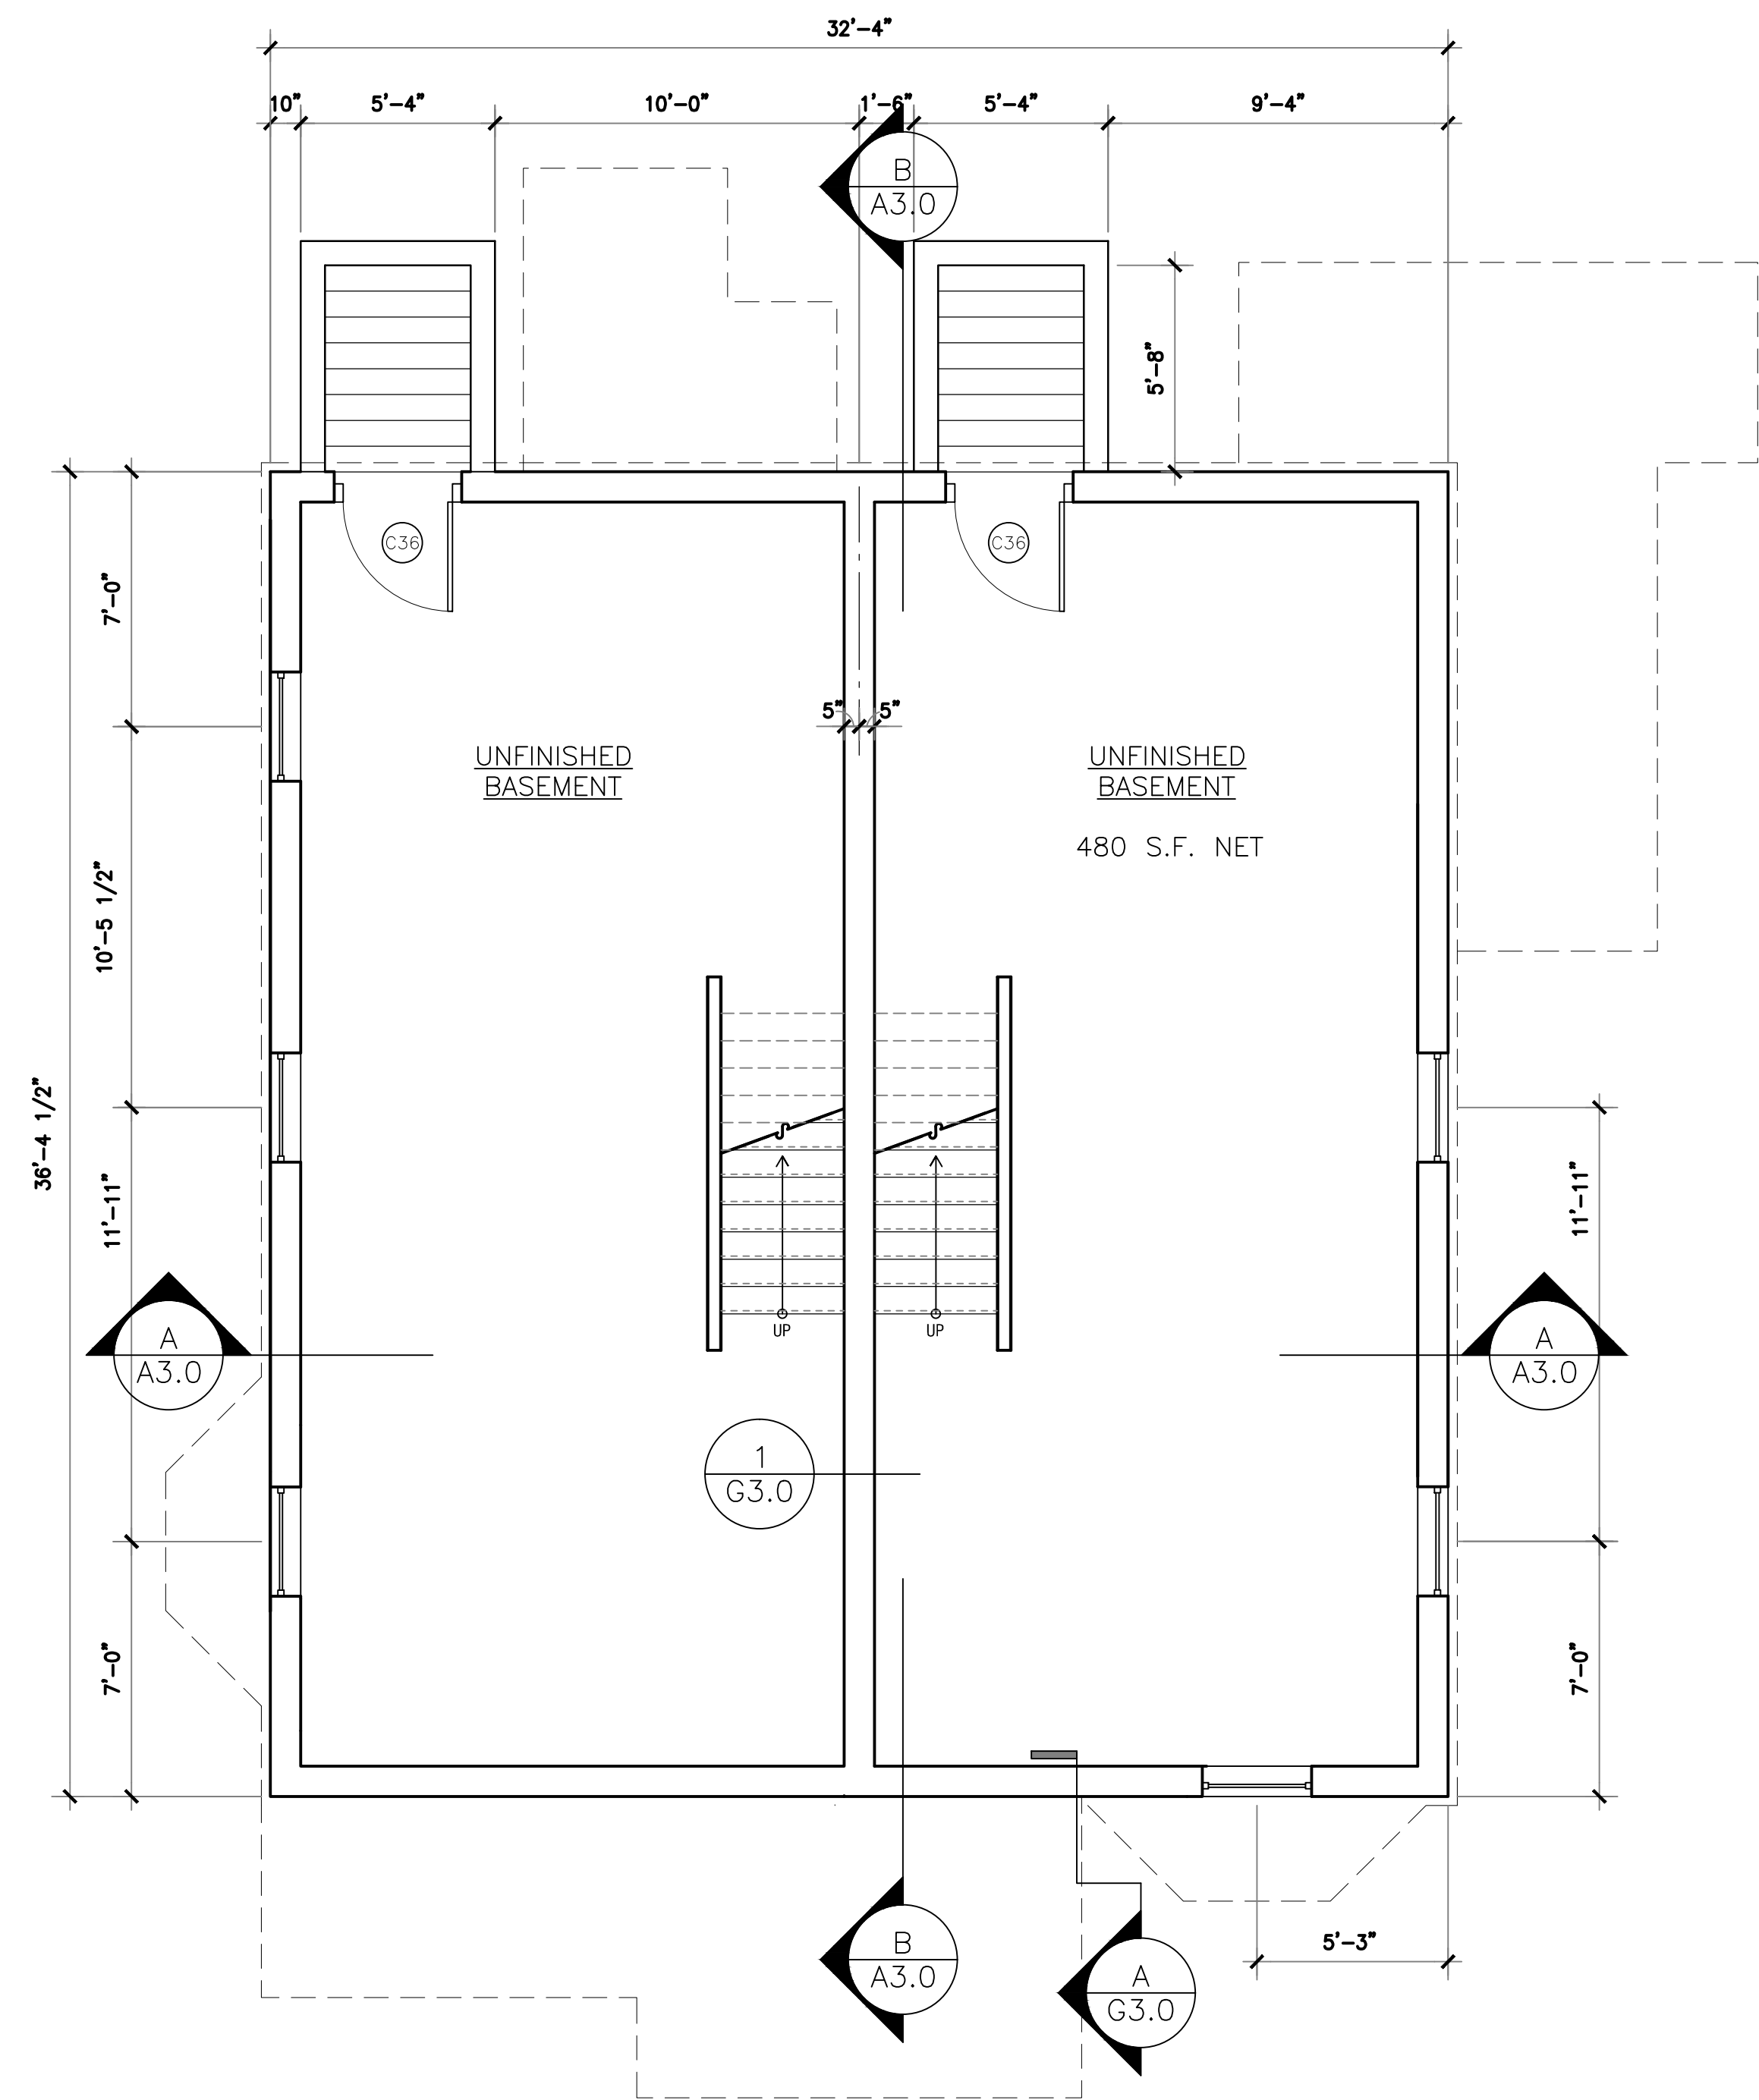 32'-4"
10" 5'-4" 10'-0" 1'-6" 5'-4" 9'-4"
B
A3.0
5'-8"
C36 C36
7'-0"
5" 5"
UNFINISHED
BASEMENT
UNFINISHED
BASEMENT
480 S.F. NET
10'-5 1/2"
36'-4 1/2"
11'-11"
11'-11"
UP UP
A
A3.0
A
A3.0
1
G3.0
7'-0"
7'-0"
B
A3.0
5'-3"
A
G3.0